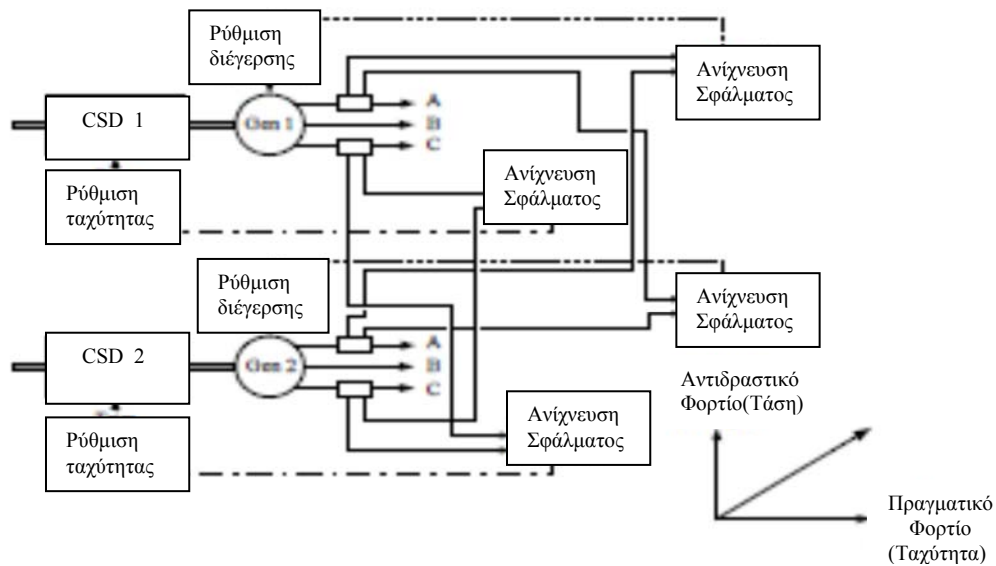 Ρύθμιση
διέγερσης
Ανίχνευση
Σφάλματος
CSD 1
Gen 1
A
B
C
Ανίχνευση
Σφάλματος
Ρύθμιση
ταχύτητας
Ρύθμιση
διέγερσης
Ανίχνευση
Σφάλματος
CSD 2
Gen 2
A
B
C
Αντιδραστικό
Φορτίο(Τάση)
Ανίχνευση
Σφάλματος
Ρύθμιση
ταχύτητας
Πραγματικό
Φορτίο
(Ταχύτητα)